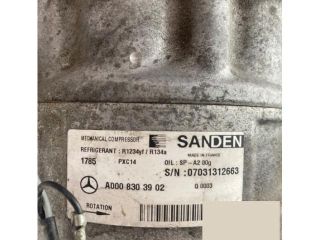 MECHANICAL COMPRESSOR
SANDEN
REFRIGERANT : R1234yf / R134a
MADE IN FRANCE
1785 PXC14 OIL : SP-A2 80g
S/N :07031312663
A000 830 39 02
Q 0003
ROTATION